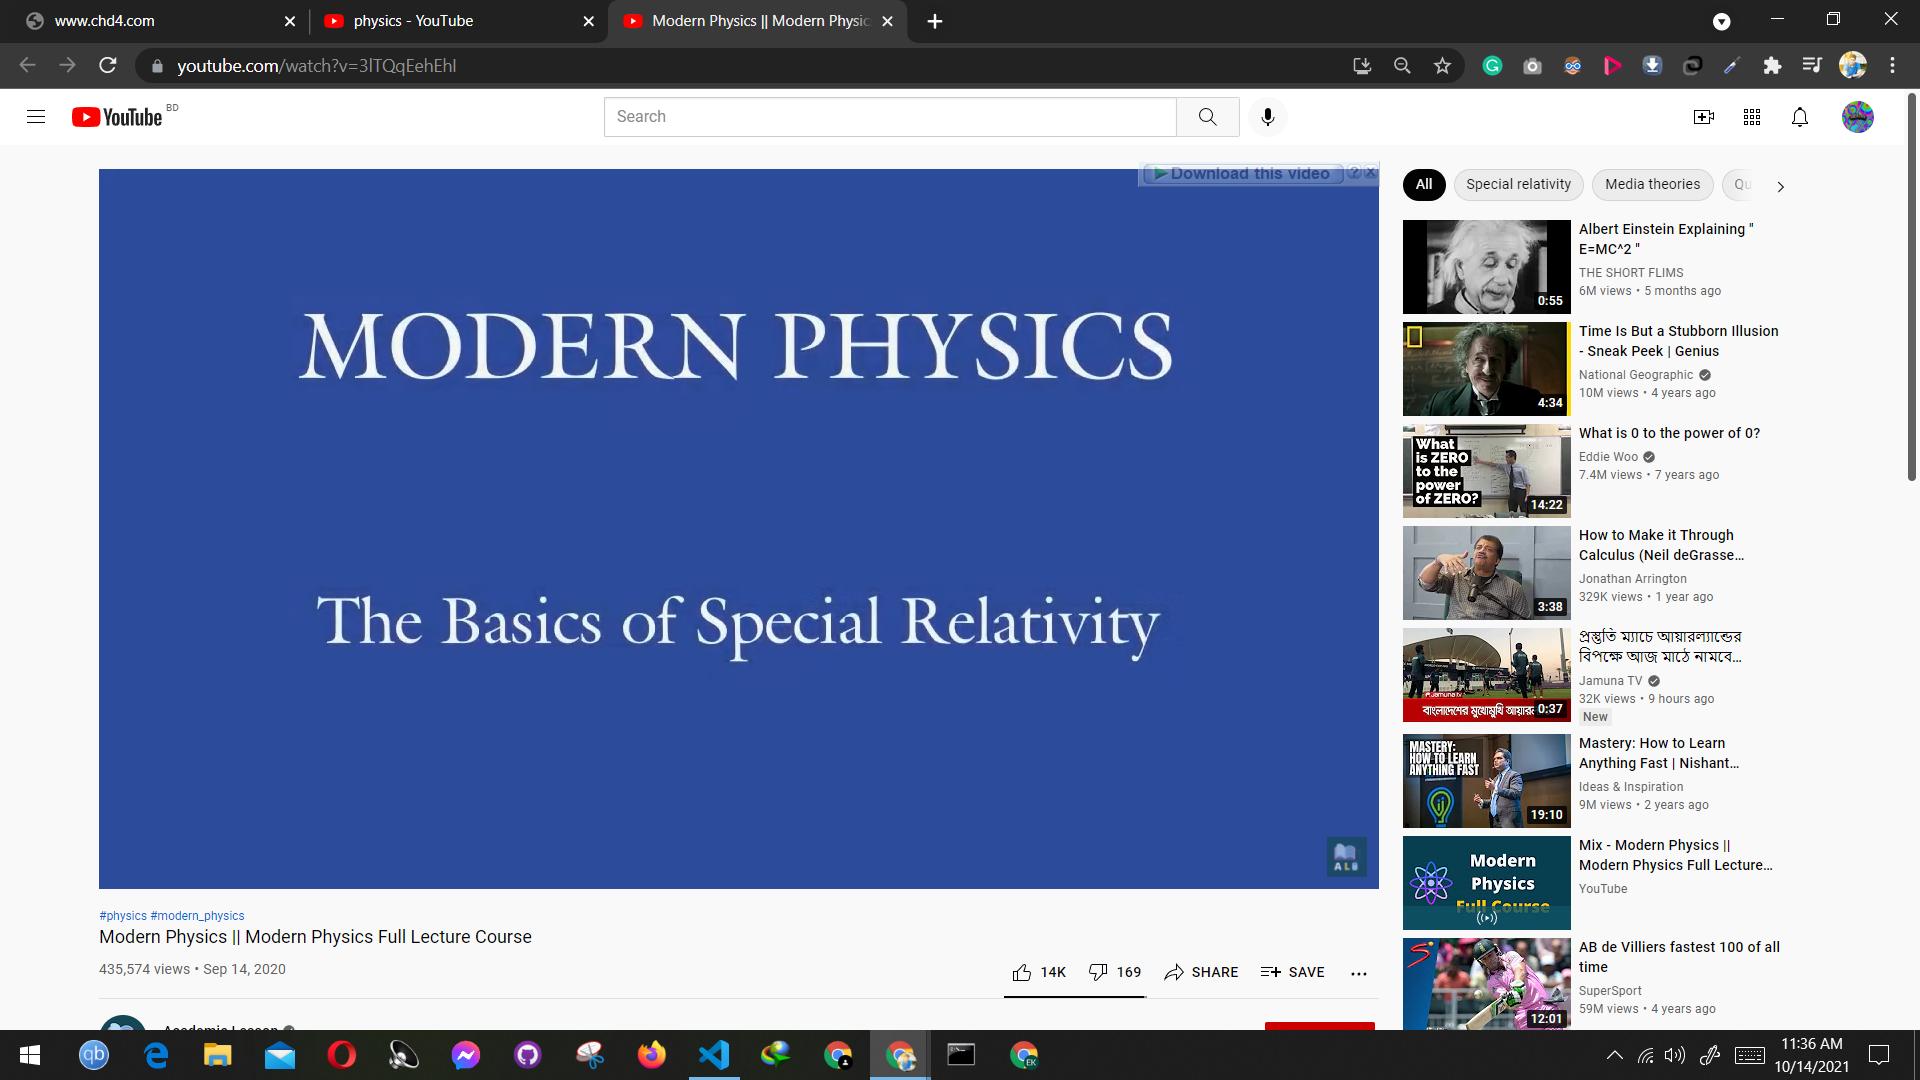 www.chd4.com
physics - YouTube
Modern Physics || Modern Physic
youtube.com/watch?v=3lTQqEehEhI
YouTube BD
Search
Download this video
MODERN PHYSICS
The Basics of Special Relativity
ALB
#physics #modern_physics
Modern Physics || Modern Physics Full Lecture Course
435,574 views • Sep 14, 2020
14K
169
SHARE
SAVE
Academic Lesson
All
Special relativity
Media theories
Qu
0:55
Albert Einstein Explaining "
E=MC^2 "
THE SHORT FLIMS
6M views • 5 months ago
4:34
Time Is But a Stubborn Illusion
- Sneak Peek | Genius
National Geographic
10M views • 4 years ago
What
is ZERO
to the
power
of ZERO?
14:22
What is 0 to the power of 0?
Eddie Woo
7.4M views • 7 years ago
3:38
How to Make it Through
Calculus (Neil deGrasse...
Jonathan Arrington
329K views • 1 year ago
Jamuna tv
বাংলাদেশের মুখোমুখি আয়ারল
0:37
প্রস্তুতি ম্যাচে আয়ারল্যান্ডের
বিপক্ষে আজ মাঠে নামবে...
Jamuna TV
32K views • 9 hours ago
New
MASTERY:
HOW TO LEARN
ANYTHING FAST
19:10
Mastery: How to Learn
Anything Fast | Nishant...
Ideas & Inspiration
9M views • 2 years ago
Modern
Physics
Full Course
Mix - Modern Physics ||
Modern Physics Full Lecture...
YouTube
12:01
AB de Villiers fastest 100 of all
time
SuperSport
59M views • 4 years ago
qb
EK
11:36 AM
10/14/2021